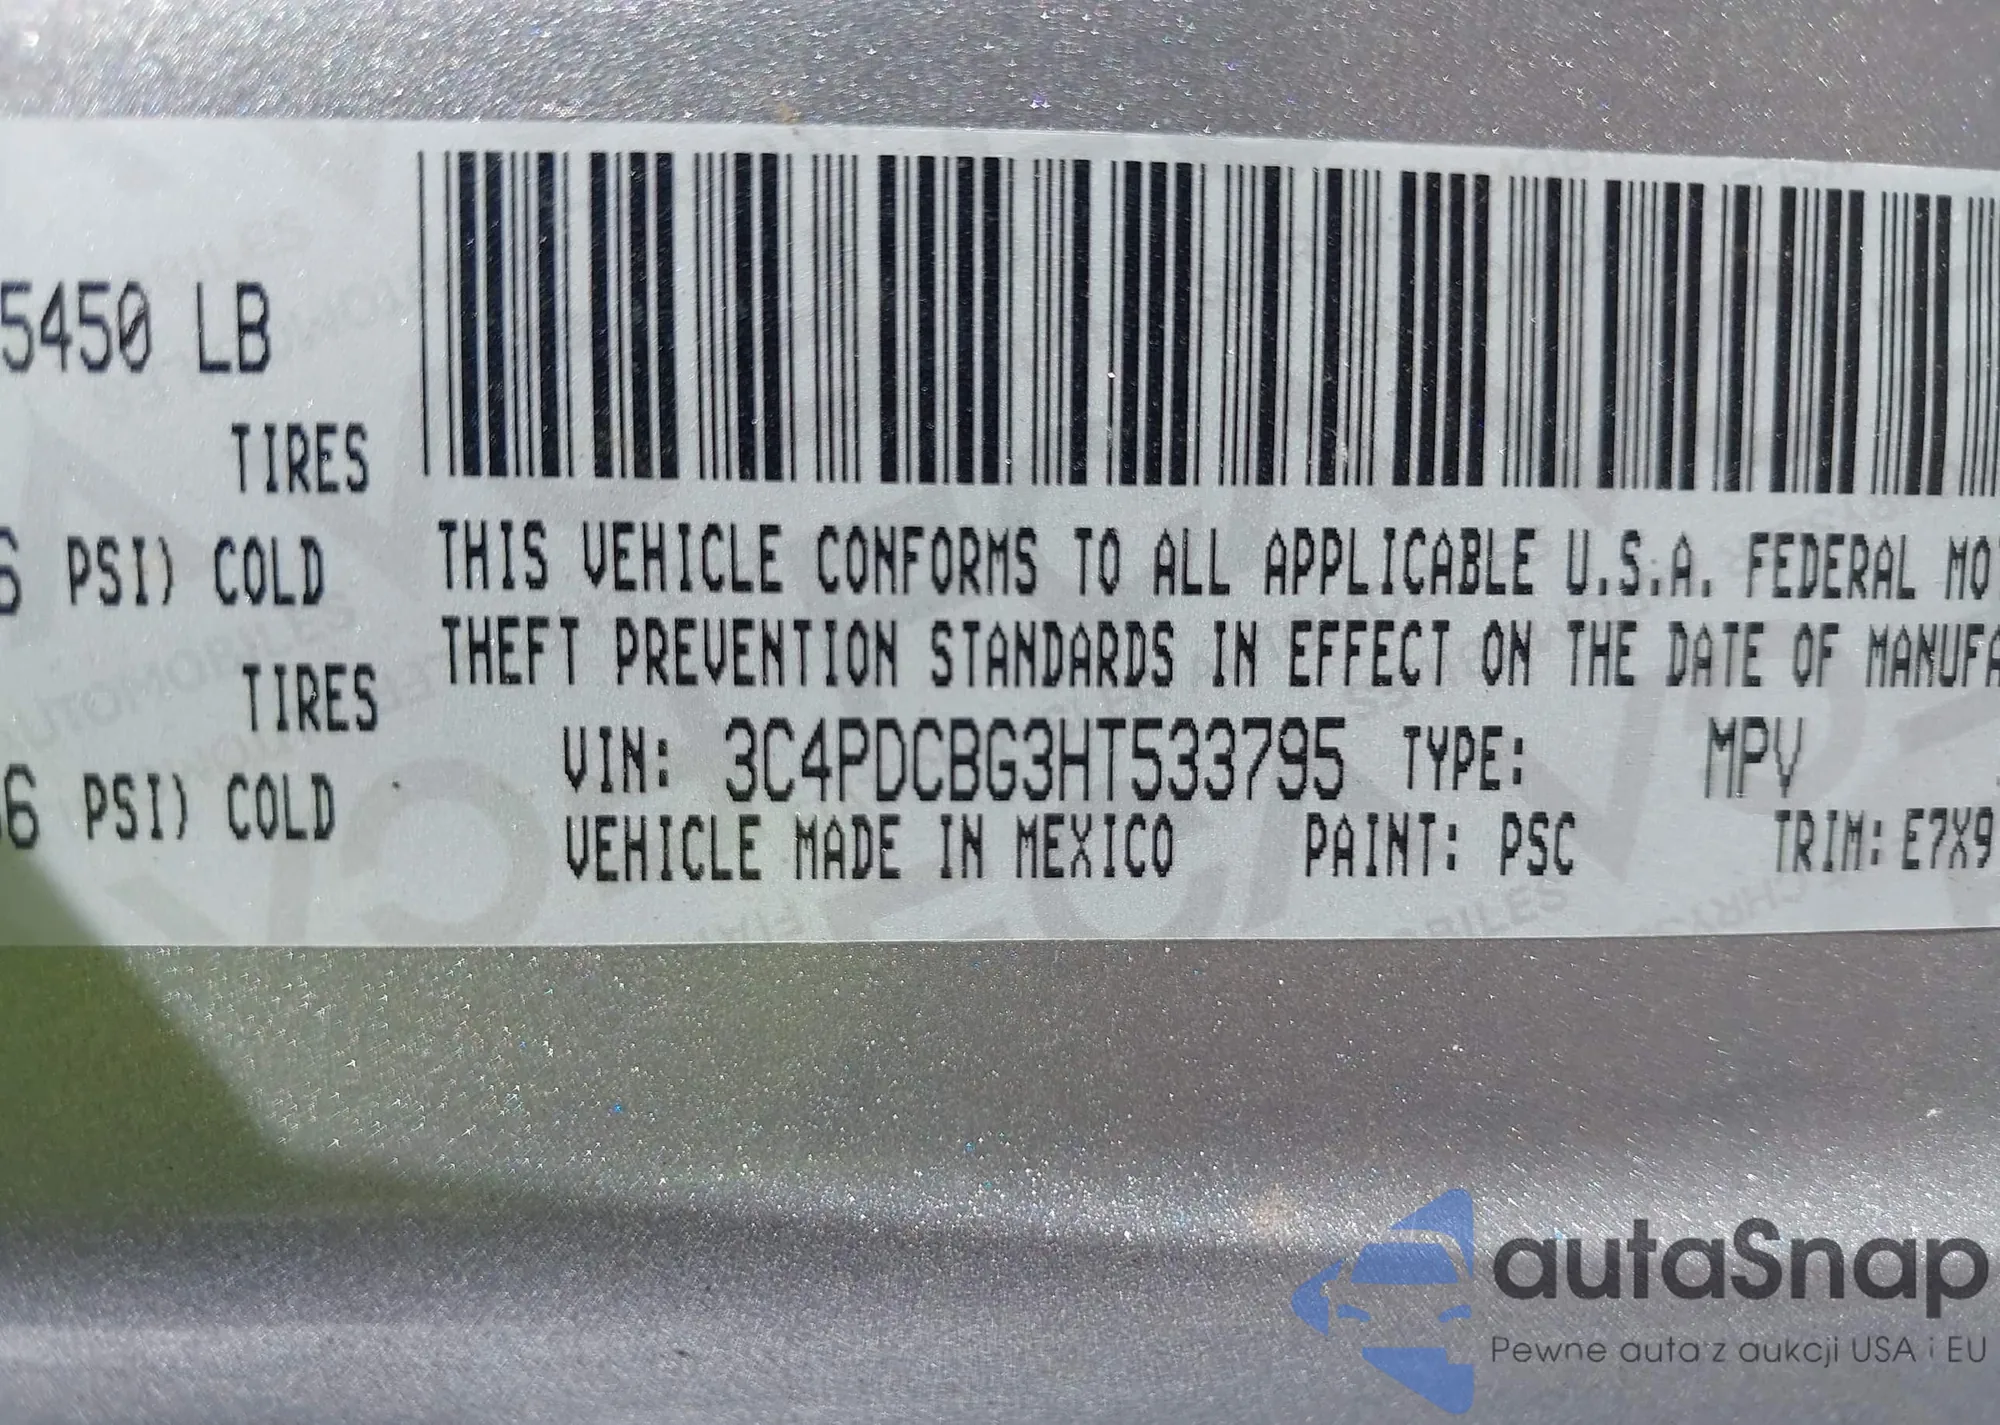 5450 LB
TIRES
6 PSI) COLD
TIRES
6 PSI) COLD
THIS VEHICLE CONFORMS TO ALL APPLICABLE U.S.A. FEDERAL MOT
THEFT PREVENTION STANDARDS IN EFFECT ON THE DATE OF MANUFA
VIN: 3C4PDCBG3HT533795 TYPE: MPV
VEHICLE MADE IN MEXICO PAINT: PSC TRIM: E7X9
autaSnap
Pewne auta z aukcji USA i EU